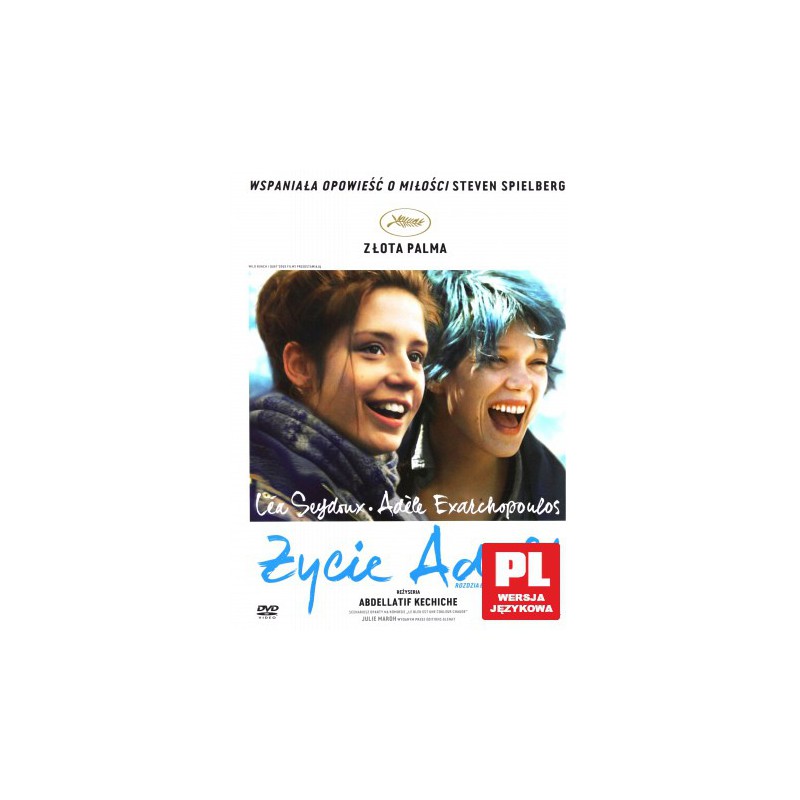 WSPANIAŁA OPOWIEŚĆ O MIŁOŚCI STEVEN SPIELBERG
ZŁOTA PALMA
Léa Seydoux • Adèle Exarchopoulos
Życie Ad
ROZDZIA
PL
WERSJA
JĘZYKOWA
REŻYSERIA
ABDELLATIF KECHICHE
JULIE MAROH
DVD
VIDEO